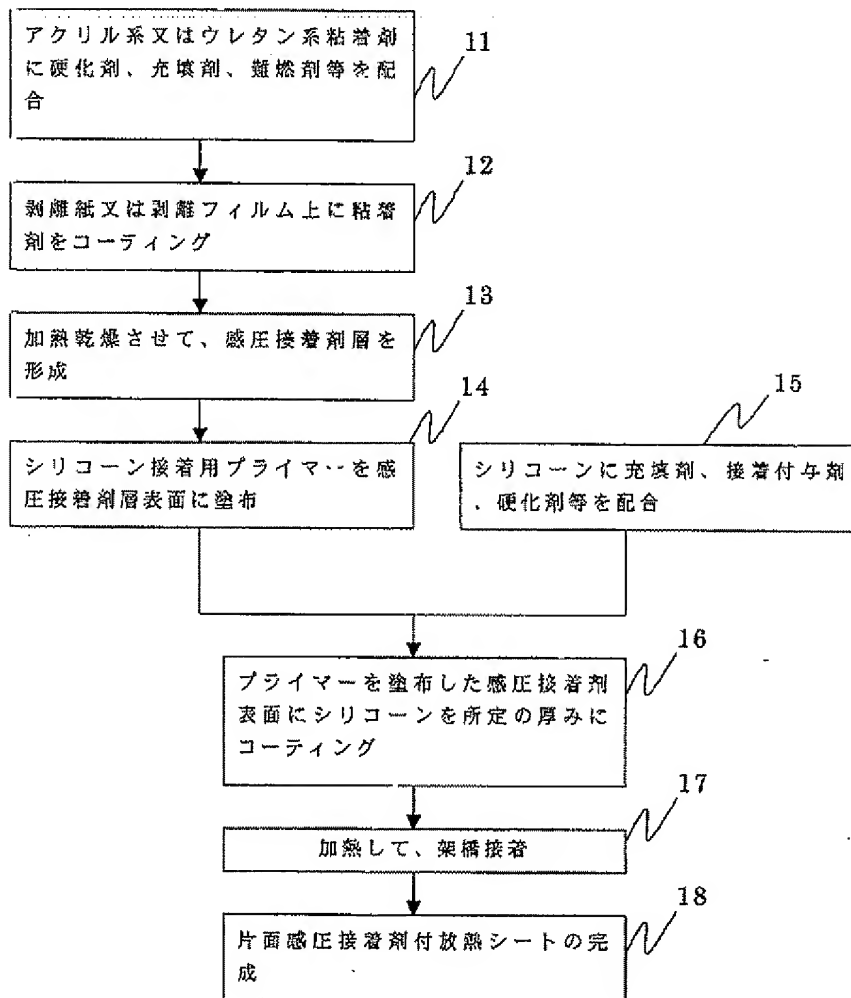 アクリル系又はウレタン系粘着剤
に硬化剤、充填剤、難燃剤等を配
合
11
剥離紙又は剥離フィルム上に粘着
剤をコーティング
12
加熱乾燥させて、感圧接着剤層を
形成
13
シリコーン接着用プライマーを感
圧接着剤層表面に塗布
14
シリコーンに充填剤、接着付与剤
、硬化剤等を配合
15
プライマーを塗布した感圧接着剤
表面にシリコーンを所定の厚みに
コーティング
16
加熱して、架橋接着
17
片面感圧接着剤付放熱シートの完
成
18